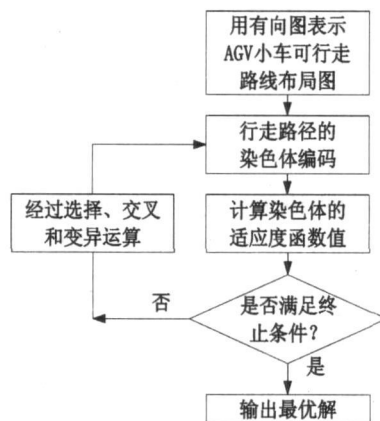 用有向图表示
AGV小车可行走
路线布局图
行走路径的
染色体编码
经过选择、交叉
和变异运算
计算染色体的
适应度函数值
否
是否满足终
止条件?
是
输出最优解